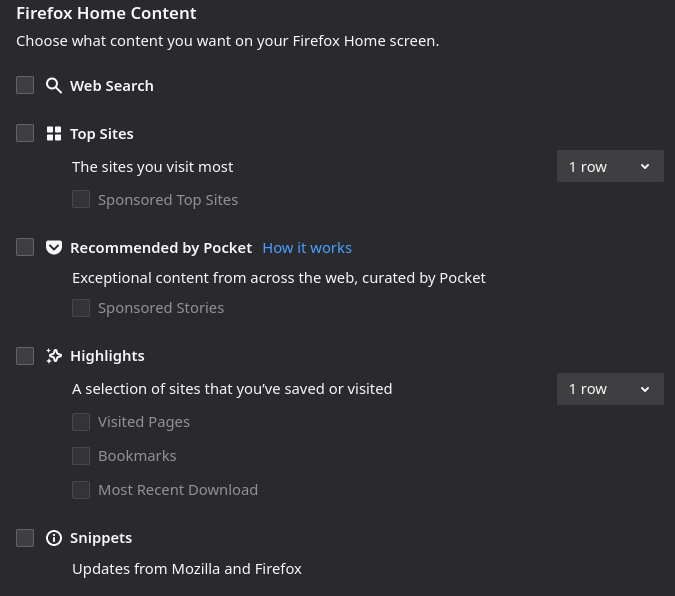 Firefox Home Content
Choose what content you want on your Firefox Home screen.
Web Search
Top Sites
The sites you visit most
1 row
Sponsored Top Sites
Recommended by Pocket How it works
Exceptional content from across the web, curated by Pocket
Sponsored Stories
Highlights
A selection of sites that you’ve saved or visited
1 row
Visited Pages
Bookmarks
Most Recent Download
Snippets
Updates from Mozilla and Firefox